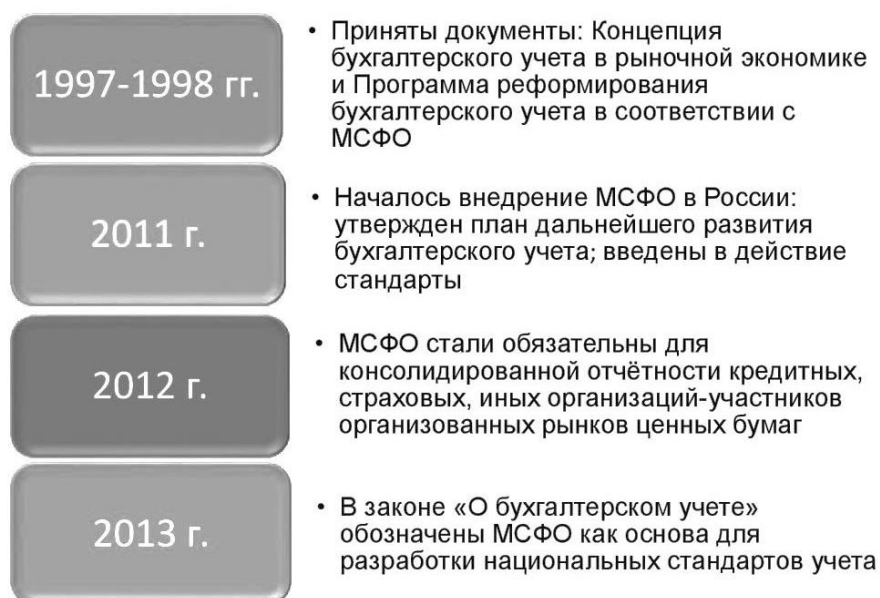 1997-1998 гг.
• Приняты документы: Концепция
бухгалтерского учета в рыночной экономике
и Программа реформирования
бухгалтерского учета в соответствии с
МСФО
2011 г.
• Началось внедрение МСФО в России:
утвержден план дальнейшего развития
бухгалтерского учета; введены в действие
стандарты
2012 г.
• МСФО стали обязательны для
консолидированной отчётности кредитных,
страховых, иных организаций-участников
организованных рынков ценных бумаг
2013 г.
• В законе «О бухгалтерском учете»
обозначены МСФО как основа для
разработки национальных стандартов учета